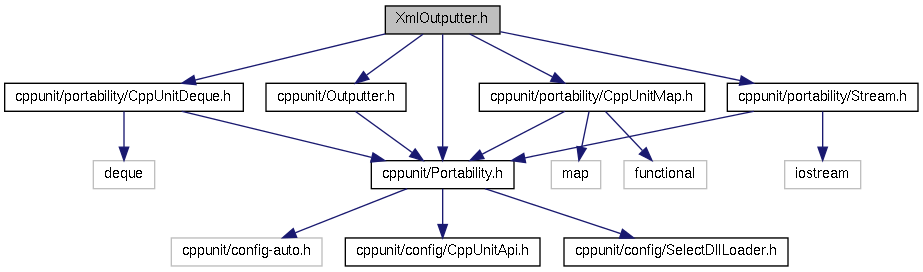 XmlOutputter.h
cppunit/portability/CppUnitDeque.h
cppunit/Outputter.h
cppunit/portability/CppUnitMap.h
cppunit/portability/Stream.h
deque
cppunit/Portability.h
map
functional
iostream
cppunit/config-auto.h
cppunit/config/CppUnitApi.h
cppunit/config/SelectDllLoader.h